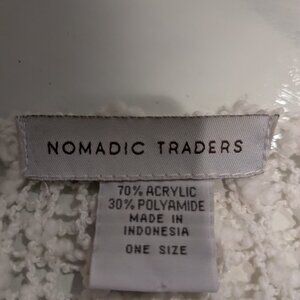 NOMADIC TRADERS
70% ACRYLIC
30% POLYAMIDE
MADE IN
INDONESIA
ONE SIZE